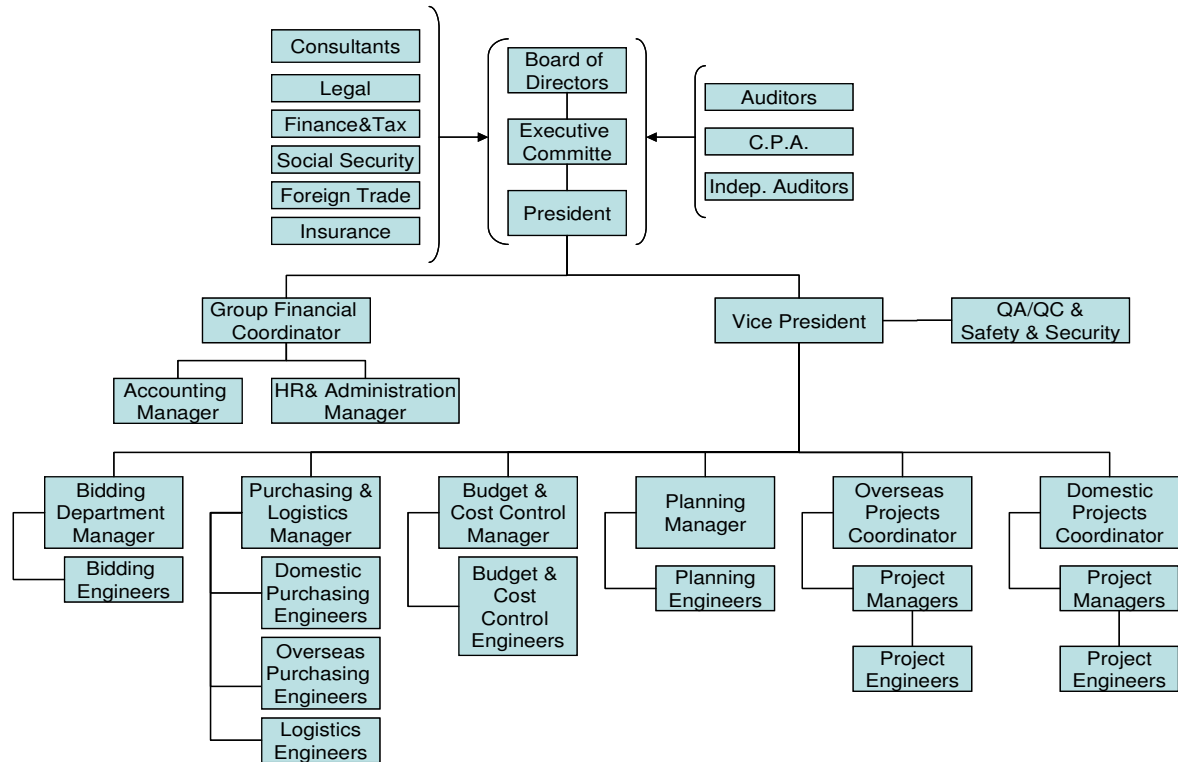 Consultants
Legal
Finance&Tax
Social Security
Foreign Trade
Insurance
Board of
Directors
Executive
Committe
President
Auditors
C.P.A.
Indep. Auditors
Group Financial
Coordinator
Vice President
QA/QC &
Safety & Security
Accounting
Manager
HR& Administration
Manager
Bidding
Department
Manager
Bidding
Engineers
Purchasing &
Logistics
Manager
Domestic
Purchasing
Engineers
Overseas
Purchasing
Engineers
Logistics
Engineers
Budget &
Cost Control
Manager
Budget &
Cost
Control
Engineers
Planning
Manager
Planning
Engineers
Overseas
Projects
Coordinator
Project
Managers
Project
Engineers
Domestic
Projects
Coordinator
Project
Managers
Project
Engineers